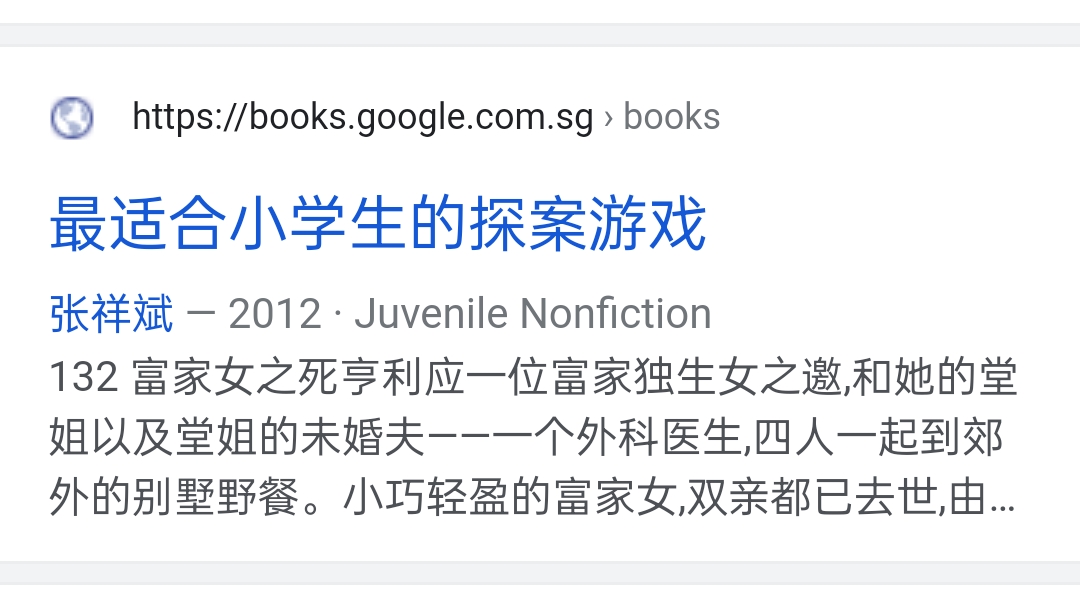 https://books.google.com.sg › books
最适合小学生的探案游戏
张祥斌 — 2012 · Juvenile Nonfiction
132 富家女之死亨利应一位富家独生女之邀,和她的堂
姐以及堂姐的未婚夫———个外科医生,四人一起到郊
外的别墅野餐。小巧轻盈的富家女,双亲都已去世,由...